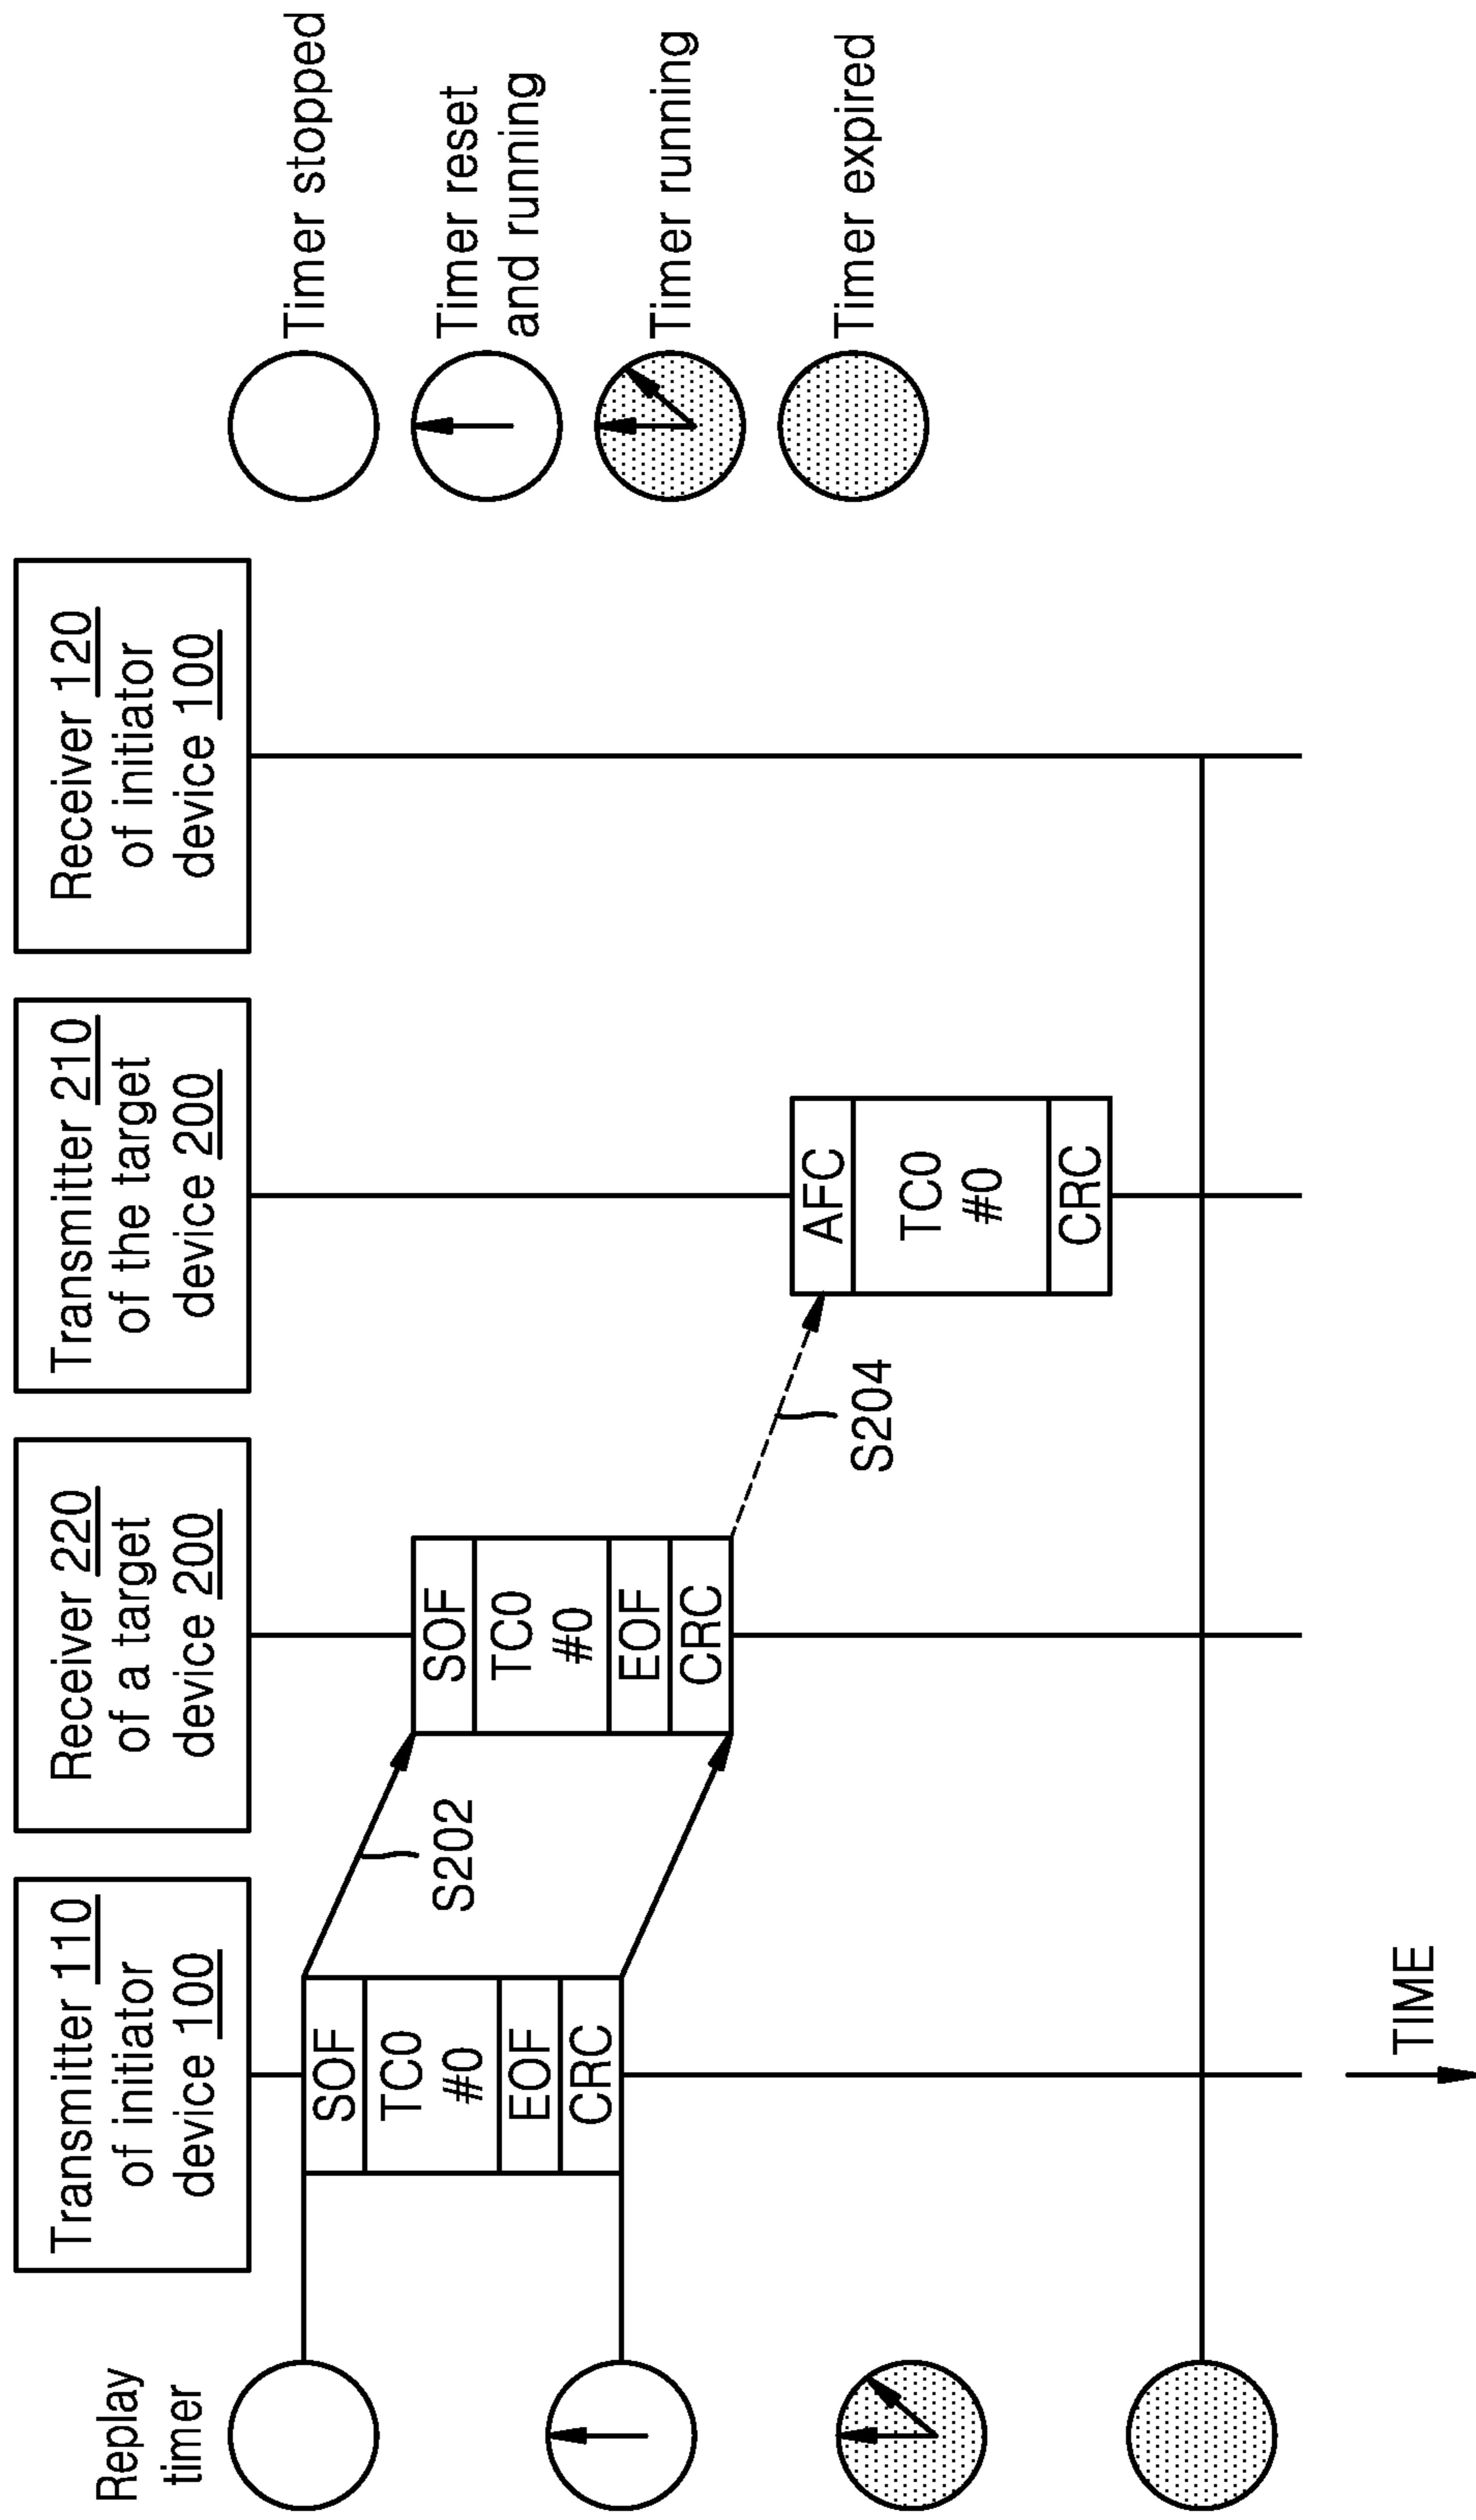 Replay
timer
Transmitter 110
of initiator
device 100
Receiver 220
of a target
device 200
Transmitter 210
of the target
device 200
Receiver 120
of initiator
device 100
SOF
TC0
#0
EOF
CRC
S202
SOF
TC0
#0
EOF
CRC
S204
AFC
TC0
#0
CRC
Timer stopped
Timer reset
and running
Timer running
Timer expired
TIME